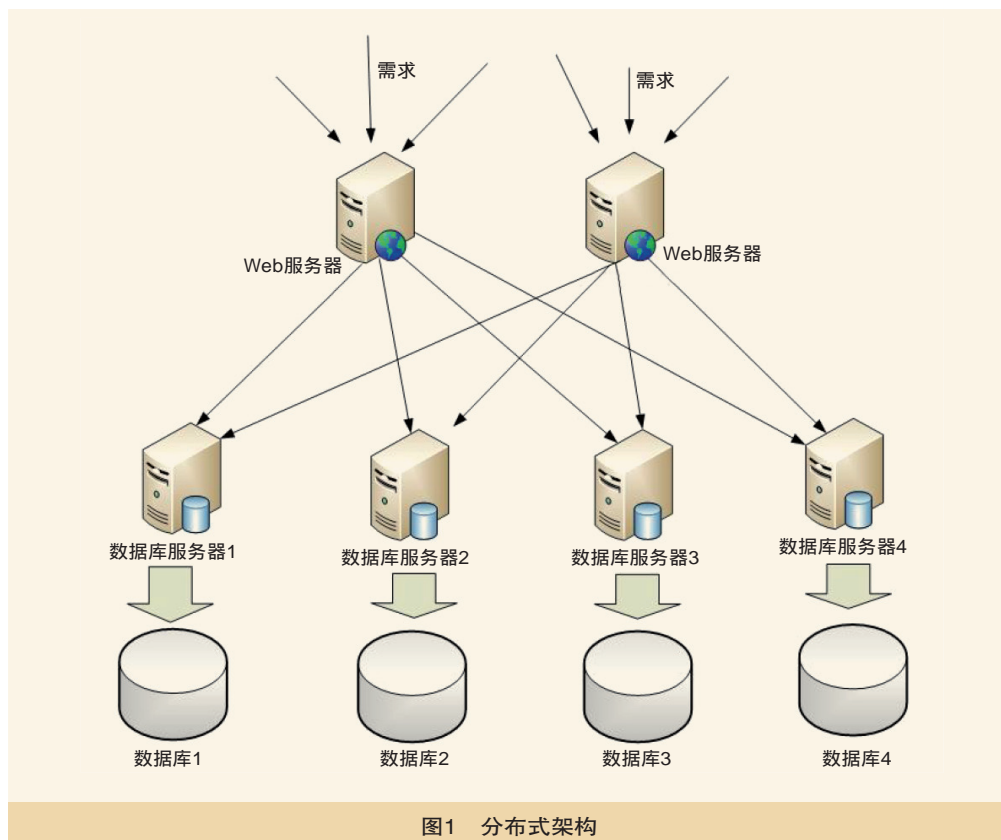 需求
需求
Web服务器
Web服务器
数据库服务器1
数据库服务器2
数据库服务器3
数据库服务器4
数据库1
数据库2
数据库3
数据库4
图1 分布式架构